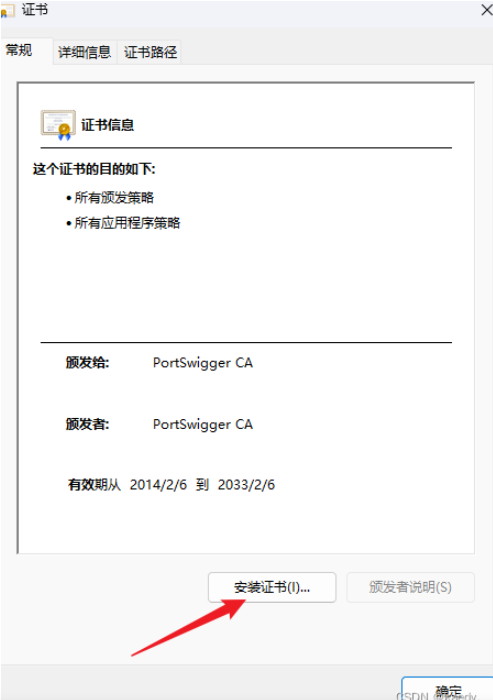 证书
常规 详细信息 证书路径
证书信息
这个证书的目的如下:
• 所有颁发策略
• 所有应用程序策略
颁发给: PortSwigger CA
颁发者: PortSwigger CA
有效期从 2014/2/6 到 2033/2/6
安装证书(I)... 颁发者说明(S)
确定
CSDN